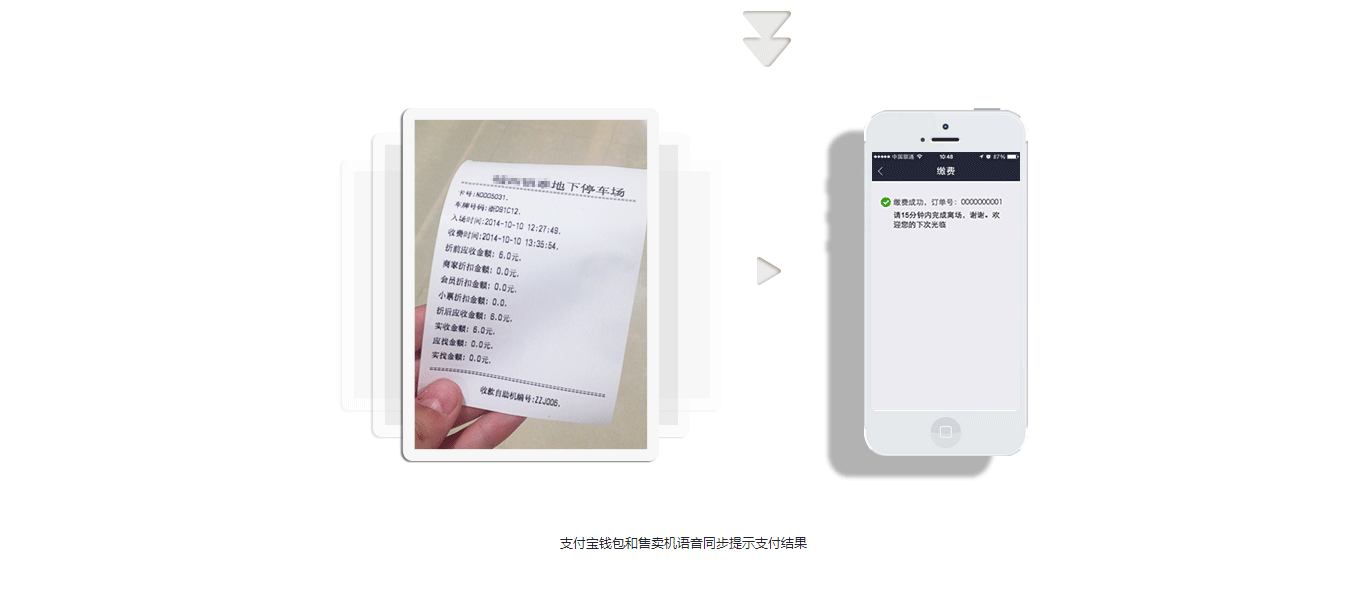 地下停车场
卡号:NO005031.
车牌号码:浙D91C12.
入场时间:2014-10-10 12:27:49.
收费时间:2014-10-10 13:35:54.
折前应收金额: 6.0元.
商家折扣金额: 0.0元.
会员折扣金额: 0.0元.
小票折扣金额: 0.0.
折后应收金额: 6.0元.
实收金额: 6.0元.
应找金额: 0.0元.
实找金额: 0.0元.
收款自助机编号:ZZJ006.
中国联通 10:48 87%
缴费
缴费成功，订单号：0000000001
请15分钟内完成离场，谢谢。欢
迎您的下次光临
支付宝钱包和售卖机语音同步提示支付结果